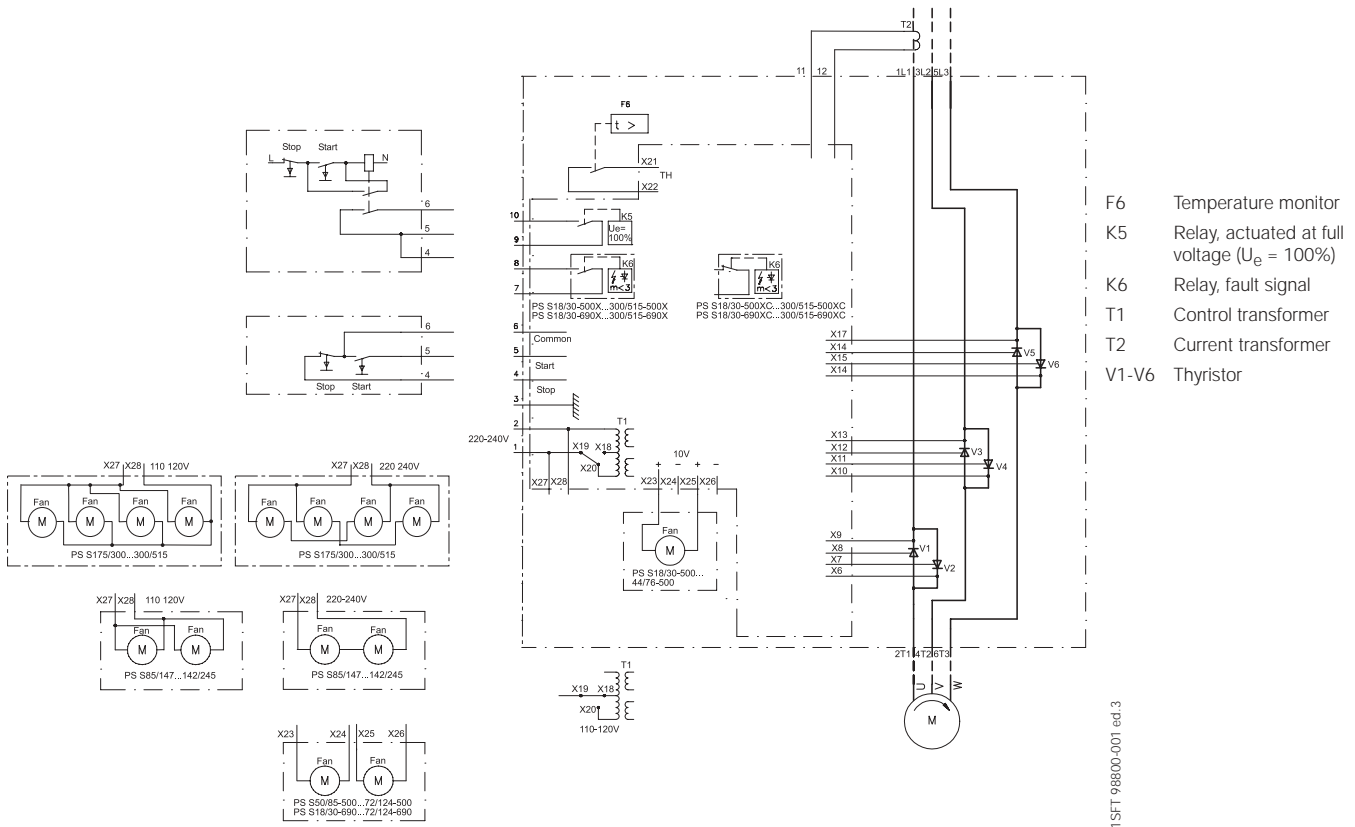 T2
11 12 1L1 3L2 5L3
F6
t >
X21
TH
X22
Stop Start
L N
6
5
4
10
K5
Ue=
100%
9
8
K6
m<3
7
PS S18/30-500X...300/515-500X
PS S18/30-690X...300/515-690X
K6
m<3
PS S18/30-500XC...300/515-500XC
PS S18/30-690XC...300/515-690XC
6
Common
5
Start
4
Stop
3
2
220-240V
1
T1
X19 X18
X20
X27 X28
10V
+ − + −
X23 X24 X25 X26
Fan
M
PS S18/30-500...
44/76-500
6
5
4
Stop Start
X17
X14
X15
X14
V5
V6
X13
X12
X11
X10
V3
V4
X9
X8
X7
X6
V1
V2
2T1 4T2 6T3
U V W
M
X27 X28 110 120V
Fan Fan Fan Fan
M M M M
PS S175/300...300/515
X27 X28 220 240V
Fan Fan Fan Fan
M M M M
PS S175/300...300/515
X27 X28 110 120V
Fan Fan
M M
PS S85/147...142/245
X27 X28 220-240V
Fan Fan
M M
PS S85/147...142/245
T1
X19 X18
X20
110-120V
X23 X24 X25 X26
Fan Fan
M M
PS S50/85-500...72/124-500
PS S18/30-690...72/124-690
F6 Temperature monitor
K5 Relay, actuated at full
voltage (Ue = 100%)
K6 Relay, fault signal
T1 Control transformer
T2 Current transformer
V1-V6 Thyristor
1SFT 98800-001 ed.3